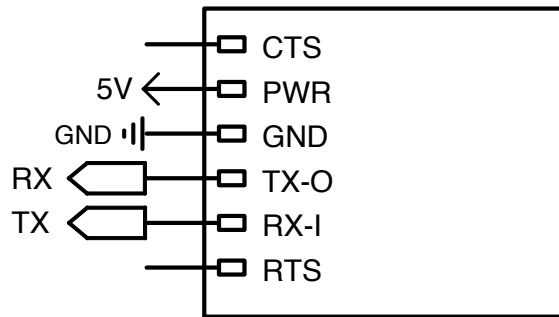 CTS
5V PWR
GND GND
RX TX-O
TX RX-I
RTS